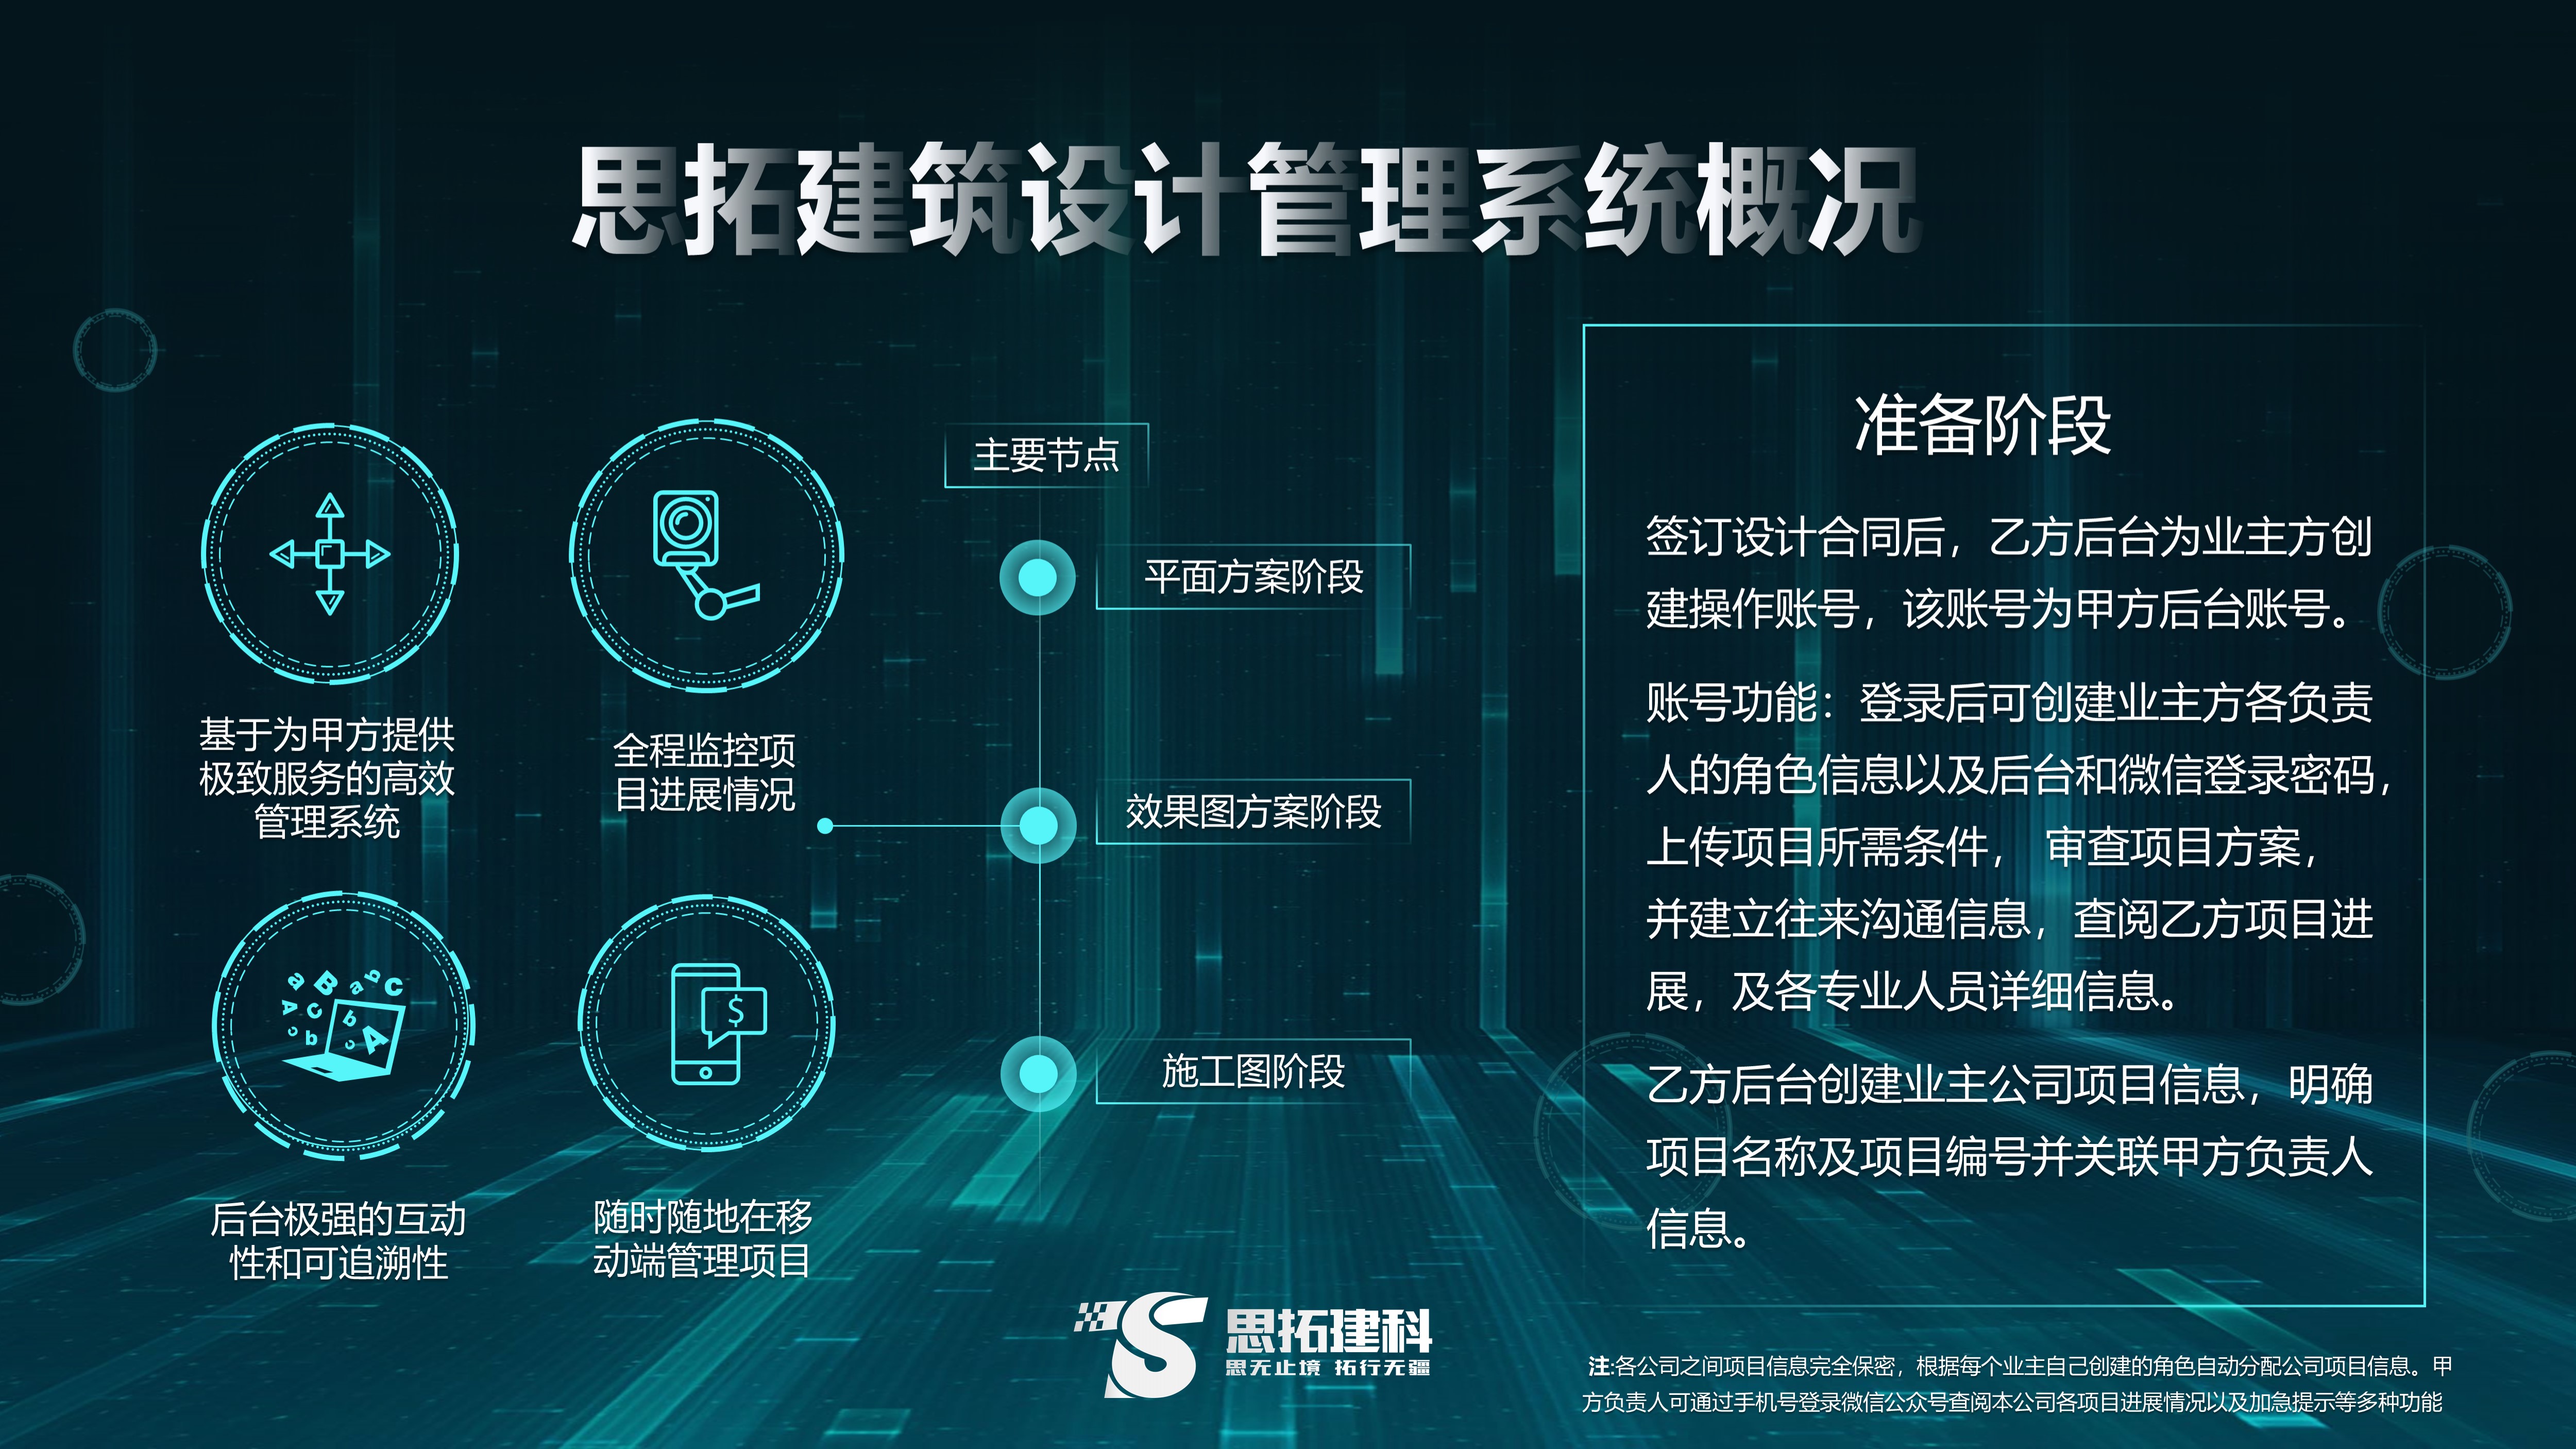 思拓建筑设计管理系统概况
基于为甲方提供
极致服务的高效
管理系统
全程监控项
目进展情况
a B a b C
A C b A
c b c
$
后台极强的互动
性和可追溯性
随时随地在移
动端管理项目
主要节点
平面方案阶段
效果图方案阶段
施工图阶段
准备阶段
签订设计合同后，乙方后台为业主方创
建操作账号，该账号为甲方后台账号。
账号功能：登录后可创建业主方各负责
人的角色信息以及后台和微信登录密码，
上传项目所需条件， 审查项目方案，
并建立往来沟通信息，查阅乙方项目进
展，及各专业人员详细信息。
乙方后台创建业主公司项目信息，明确
项目名称及项目编号并关联甲方负责人
信息。
S
思拓建科
思无止境 拓行无疆
注:各公司之间项目信息完全保密，根据每个业主自己创建的角色自动分配公司项目信息。甲
方负责人可通过手机号登录微信公众号查阅本公司各项目进展情况以及加急提示等多种功能